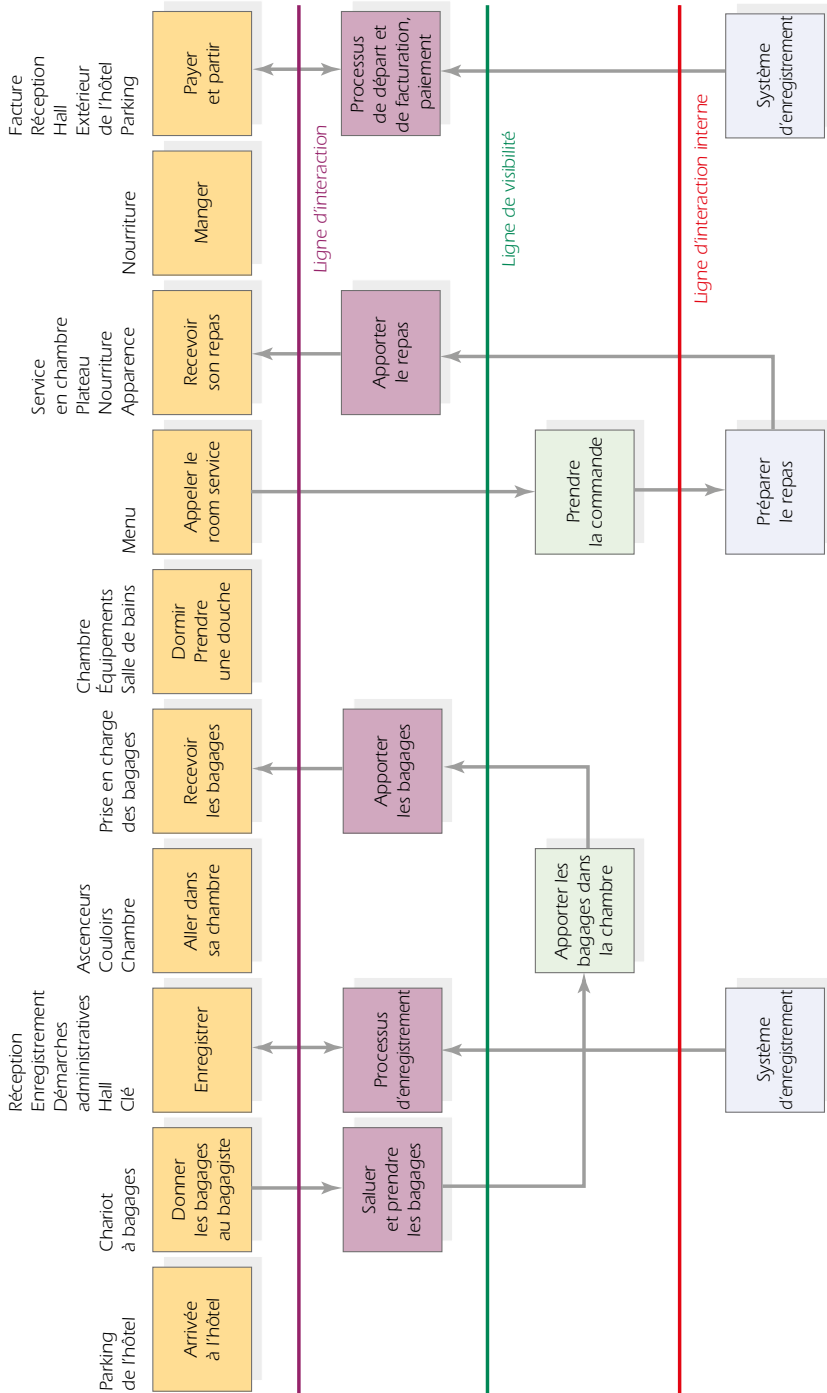 Parking
de l'hôtel
Chariot
à bagages
Réception
Enregistrement
Démarches
administratives
Hall
Clé
Ascenceurs
Couloirs
Chambre
Prise en charge
des bagages
Chambre
Équipements
Salle de bains
Menu
Service
en chambre
Plateau
Nourriture
Apparence
Nourriture
Facture
Réception
Hall
Extérieur
de l'hôtel
Parking
Arrivée
à l'hôtel
Donner
les bagages
au bagagiste
Enregistrer
Aller dans
sa chambre
Recevoir
les bagages
Dormir
Prendre
une douche
Appeler le
room service
Recevoir
son repas
Manger
Payer
et partir
Ligne d'interaction
Saluer
et prendre
les bagages
Processus
d'enregistrement
Apporter
les bagages
Apporter
le repas
Processus
de départ et
de facturation,
paiement
Ligne de visibilité
Apporter les
bagages dans
la chambre
Prendre
la commande
Ligne d'interaction interne
Système
d'enregistrement
Préparer
le repas
Système
d'enregistrement